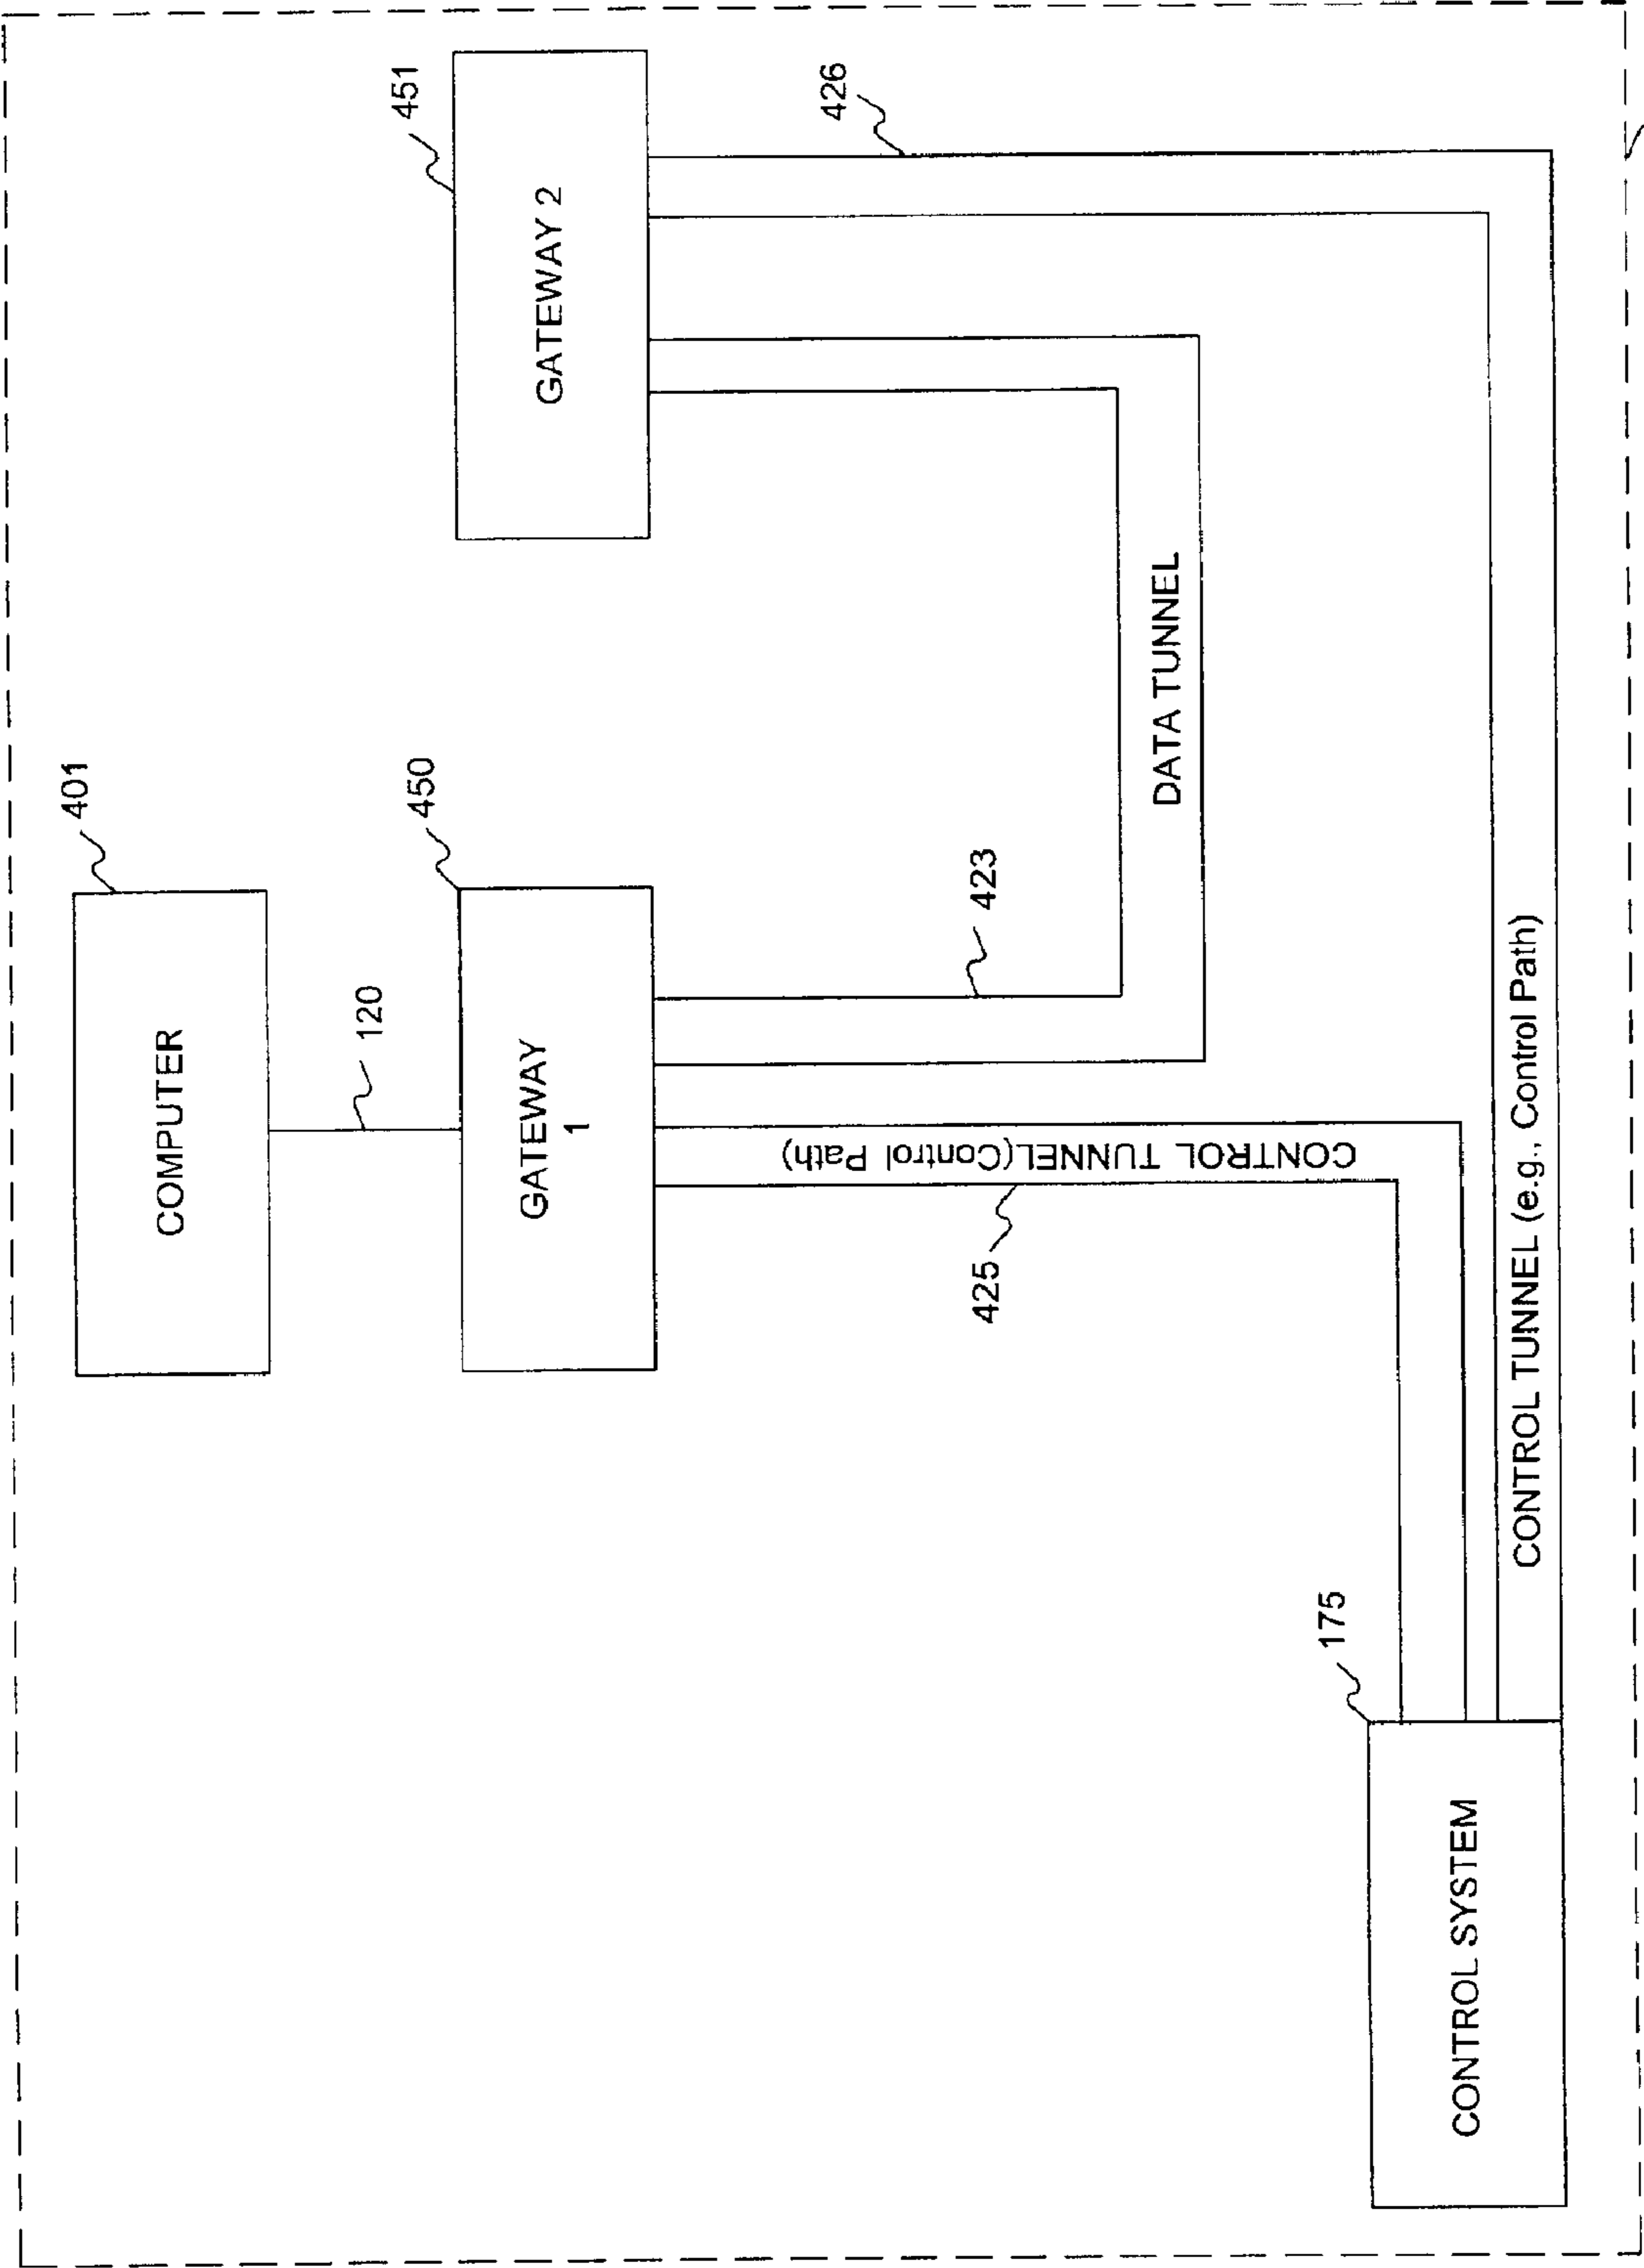 401
COMPUTER
120
450
GATEWAY
1
451
GATEWAY 2
423
426
425
CONTROL TUNNEL(Control Path)
DATA TUNNEL
175
CONTROL SYSTEM
CONTROL TUNNEL (e.g., Control Path)